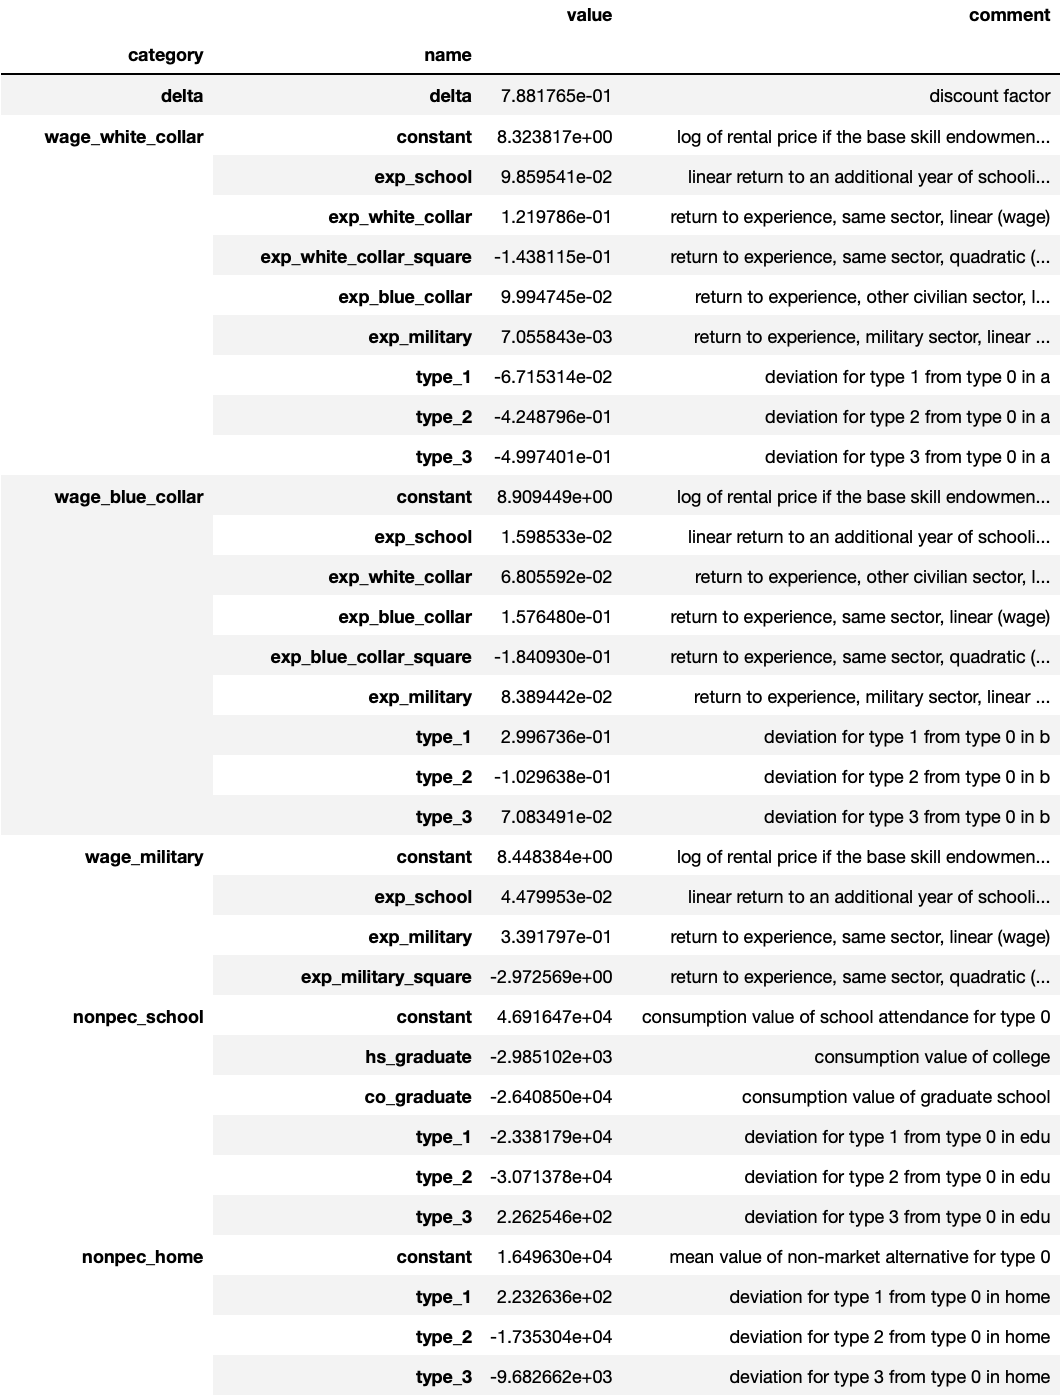 value comment
category name
delta delta 7.881765e-01 discount factor
wage_white_collar constant 8.323817e+00 log of rental price if the base skill endowmen...
exp_school 9.859541e-02 linear return to an additional year of schooli...
exp_white_collar 1.219786e-01 return to experience, same sector, linear (wage)
exp_white_collar_square -1.438115e-01 return to experience, same sector, quadratic (...
exp_blue_collar 9.994745e-02 return to experience, other civilian sector, l...
exp_military 7.055843e-03 return to experience, military sector, linear ...
type_1 -6.715314e-02 deviation for type 1 from type 0 in a
type_2 -4.248796e-01 deviation for type 2 from type 0 in a
type_3 -4.997401e-01 deviation for type 3 from type 0 in a
wage_blue_collar constant 8.909449e+00 log of rental price if the base skill endowmen...
exp_school 1.598533e-02 linear return to an additional year of schooli...
exp_white_collar 6.805592e-02 return to experience, other civilian sector, l...
exp_blue_collar 1.576480e-01 return to experience, same sector, linear (wage)
exp_blue_collar_square -1.840930e-01 return to experience, same sector, quadratic (...
exp_military 8.389442e-02 return to experience, military sector, linear ...
type_1 2.996736e-01 deviation for type 1 from type 0 in b
type_2 -1.029638e-01 deviation for type 2 from type 0 in b
type_3 7.083491e-02 deviation for type 3 from type 0 in b
wage_military constant 8.448384e+00 log of rental price if the base skill endowmen...
exp_school 4.479953e-02 linear return to an additional year of schooli...
exp_military 3.391797e-01 return to experience, same sector, linear (wage)
exp_military_square -2.972569e+00 return to experience, same sector, quadratic (...
nonpec_school constant 4.691647e+04 consumption value of school attendance for type 0
hs_graduate -2.985102e+03 consumption value of college
co_graduate -2.640850e+04 consumption value of graduate school
type_1 -2.338179e+04 deviation for type 1 from type 0 in edu
type_2 -3.071378e+04 deviation for type 2 from type 0 in edu
type_3 2.262546e+02 deviation for type 3 from type 0 in edu
nonpec_home constant 1.649630e+04 mean value of non-market alternative for type 0
type_1 2.232636e+02 deviation for type 1 from type 0 in home
type_2 -1.735304e+04 deviation for type 2 from type 0 in home
type_3 -9.682662e+03 deviation for type 3 from type 0 in home